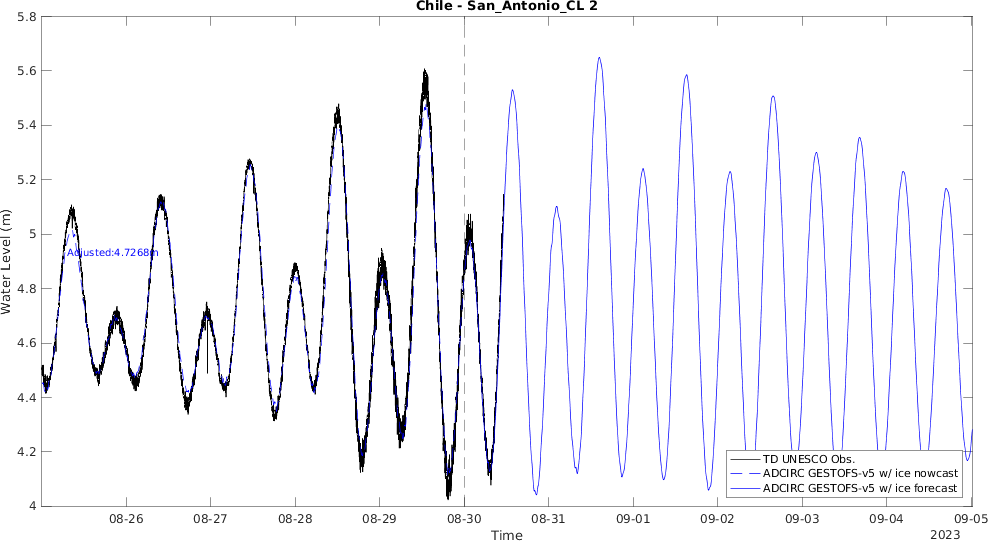 Chile - San_Antonio_CL 2
5.8
5.6
5.4
5.2
5
4.8
4.6
4.4
4.2
4
Water Level (m)
Adjusted:4.7268m
TD UNESCO Obs.
ADCIRC GESTOFS-v5 w/ ice nowcast
ADCIRC GESTOFS-v5 w/ ice forecast
08-26 08-27 08-28 08-29 08-30 08-31 09-01 09-02 09-03 09-04 09-05
Time
2023